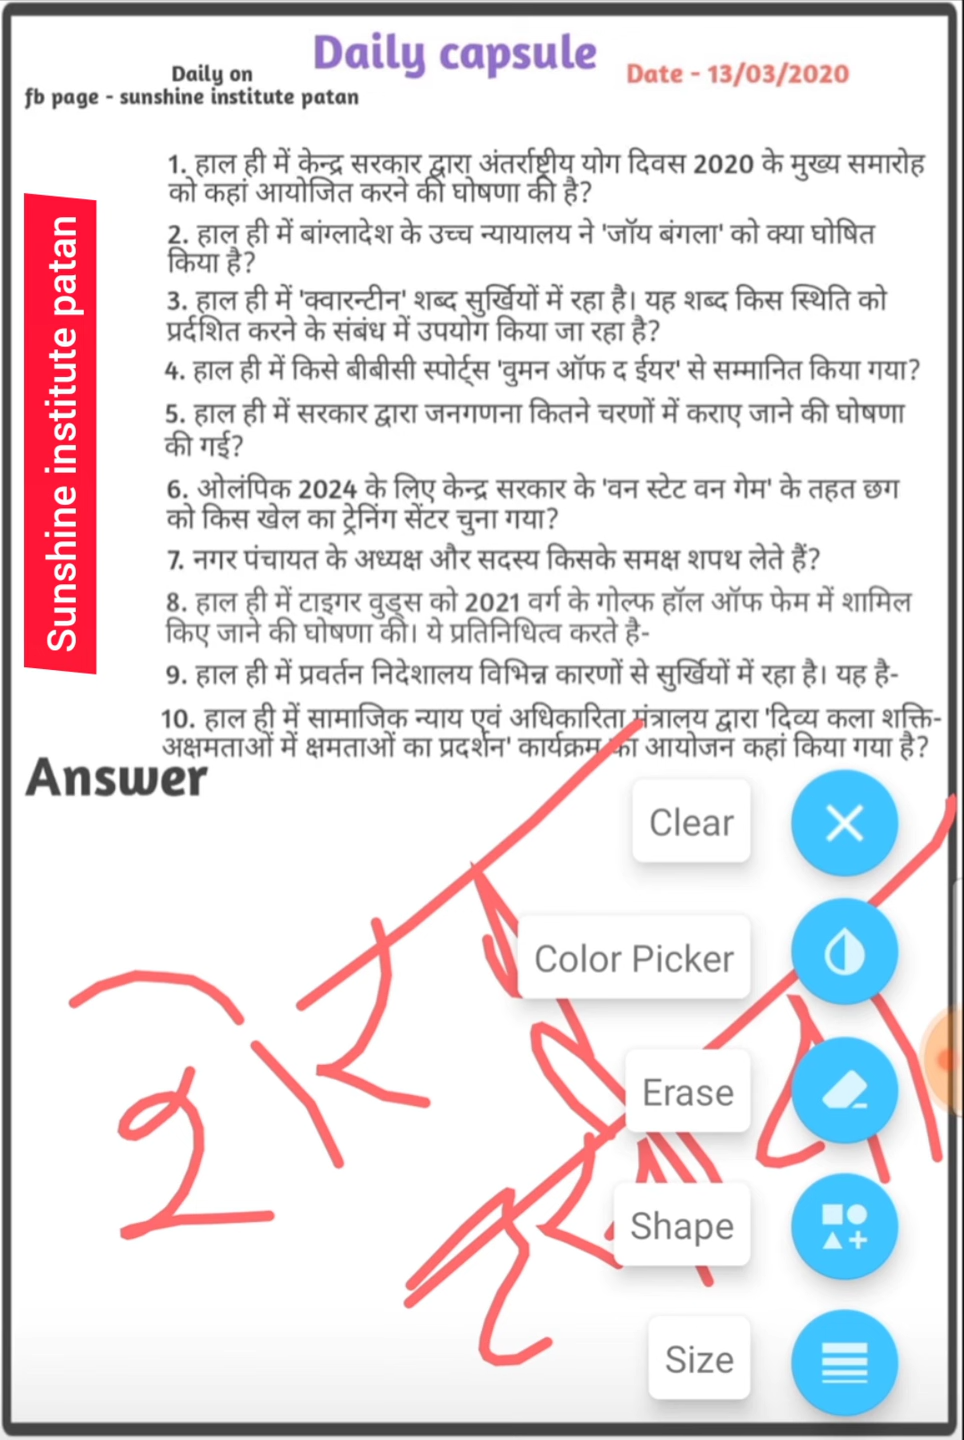 Daily capsule
Daily on
fb page - sunshine institute patan
Date - 13/03/2020
Sunshine institute patan
1. हाल ही में केन्द्र सरकार द्वारा अंतर्राष्ट्रीय योग दिवस 2020 के मुख्य समारोह
को कहां आयोजित करने की घोषणा की है?
2. हाल ही में बांग्लादेश के उच्च न्यायालय ने 'जॉय बंगला' को क्या घोषित
किया है?
3. हाल ही में 'क्वारन्टीन' शब्द सुर्खियों में रहा है। यह शब्द किस स्थिति को
प्रर्दशित करने के संबंध में उपयोग किया जा रहा है?
4. हाल ही में किसे बीबीसी स्पोर्ट्स 'वुमन ऑफ द ईयर' से सम्मानित किया गया?
5. हाल ही में सरकार द्वारा जनगणना कितने चरणों में कराए जाने की घोषणा
की गई?
6. ओलंपिक 2024 के लिए केन्द्र सरकार के 'वन स्टेट वन गेम' के तहत छग
को किस खेल का ट्रेनिंग सेंटर चुना गया?
7. नगर पंचायत के अध्यक्ष और सदस्य किसके समक्ष शपथ लेते हैं?
8. हाल ही में टाइगर वुड्स को 2021 वर्ग के गोल्फ हॉल ऑफ फेम में शामिल
किए जाने की घोषणा की। ये प्रतिनिधित्व करते है-
9. हाल ही में प्रवर्तन निदेशालय विभिन्न कारणों से सुर्खियों में रहा है। यह है-
10. हाल ही में सामाजिक न्याय एवं अधिकारिता मंत्रालय द्वारा 'दिव्य कला शक्ति-
अक्षमताओं में क्षमताओं का प्रदर्शन' कार्यक्रम का आयोजन कहां किया गया है?
Answer
Clear
Color Picker
Erase
Shape
Size